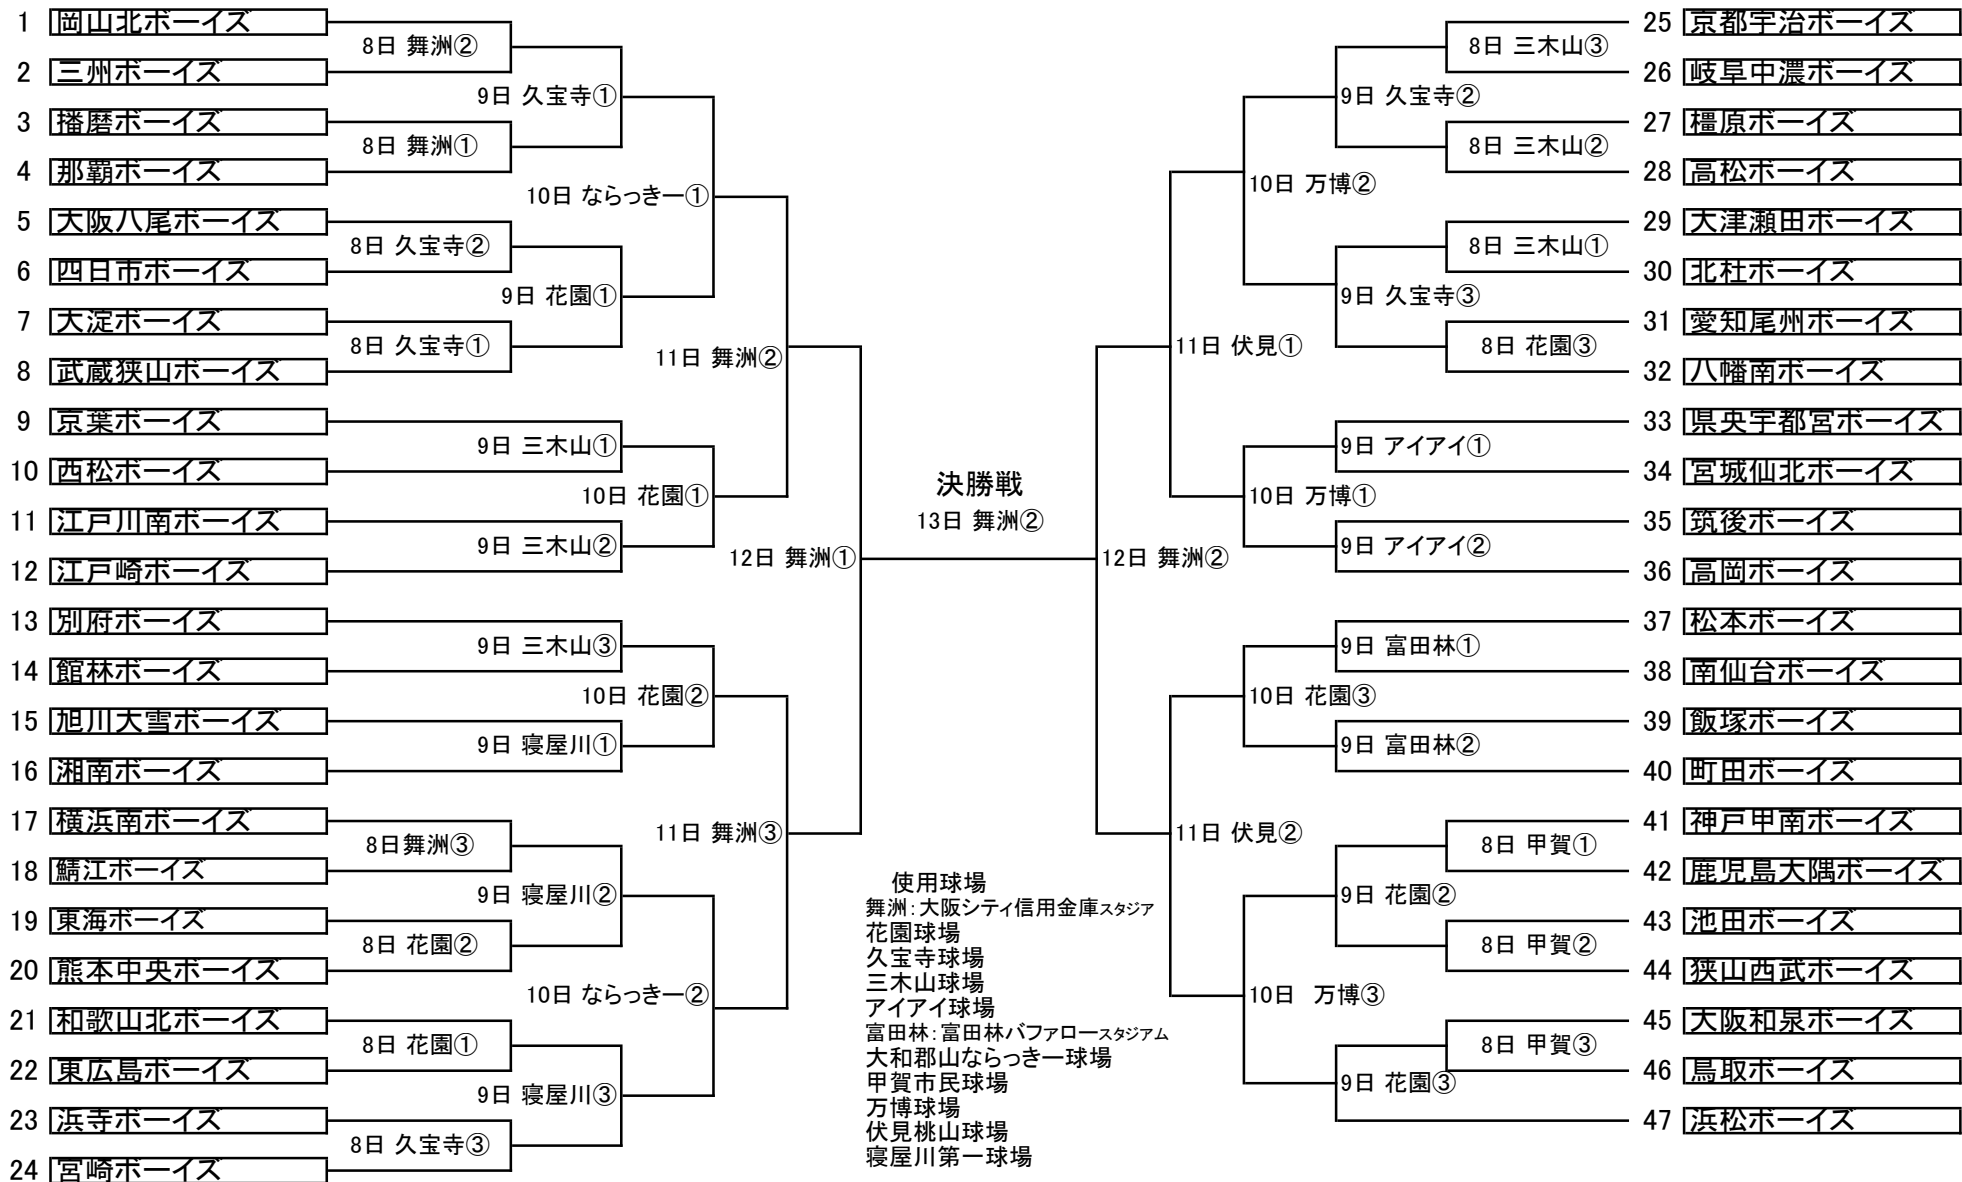 1 岡山北ボーイズ
8日 舞洲②
2 三州ボーイズ
9日 久宝寺①
3 播磨ボーイズ
8日 舞洲①
4 那覇ボーイズ
10日 ならっきー①
5 大阪八尾ボーイズ
8日 久宝寺②
6 四日市ボーイズ
9日 花園①
7 大淀ボーイズ
8日 久宝寺①
8 武蔵狭山ボーイズ
11日 舞洲②
9 京葉ボーイズ
9日 三木山①
10 西松ボーイズ
10日 花園①
11 江戸川南ボーイズ
9日 三木山②
12 江戸崎ボーイズ
12日 舞洲①
13 別府ボーイズ
9日 三木山③
14 館林ボーイズ
10日 花園②
15 旭川大雪ボーイズ
9日 寝屋川①
16 湘南ボーイズ
11日 舞洲③
17 横浜南ボーイズ
8日舞洲③
18 鯖江ボーイズ
9日 寝屋川②
19 東海ボーイズ
8日 花園②
20 熊本中央ボーイズ
10日 ならっきー②
21 和歌山北ボーイズ
8日 花園①
22 東広島ボーイズ
9日 寝屋川③
23 浜寺ボーイズ
8日 久宝寺③
24 宮崎ボーイズ
決勝戦
13日 舞洲②
使用球場
舞洲：大阪シティ信用金庫スタジア
花園球場
久宝寺球場
三木山球場
アイアイ球場
富田林：富田林バファロースタジアム
大和郡山ならっきー球場
甲賀市民球場
万博球場
伏見桃山球場
寝屋川第一球場
25 京都宇治ボーイズ
8日 三木山③
26 岐阜中濃ボーイズ
9日 久宝寺②
27 橿原ボーイズ
8日 三木山②
28 高松ボーイズ
10日 万博②
29 大津瀬田ボーイズ
8日 三木山①
30 北杜ボーイズ
9日 久宝寺③
31 愛知尾州ボーイズ
8日 花園③
32 八幡南ボーイズ
11日 伏見①
33 県央宇都宮ボーイズ
9日 アイアイ①
34 宮城仙北ボーイズ
10日 万博①
35 筑後ボーイズ
9日 アイアイ②
36 高岡ボーイズ
12日 舞洲②
37 松本ボーイズ
9日 富田林①
38 南仙台ボーイズ
10日 花園③
39 飯塚ボーイズ
9日 富田林②
40 町田ボーイズ
11日 伏見②
41 神戸甲南ボーイズ
8日 甲賀①
42 鹿児島大隅ボーイズ
9日 花園②
43 池田ボーイズ
8日 甲賀②
44 狭山西武ボーイズ
10日 万博③
45 大阪和泉ボーイズ
8日 甲賀③
46 鳥取ボーイズ
9日 花園③
47 浜松ボーイズ